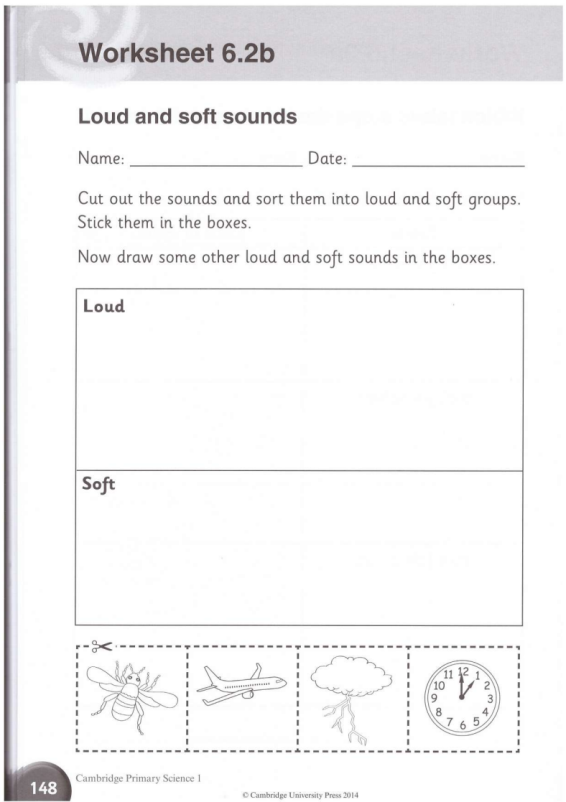 Worksheet 6.2b
Loud and soft sounds
Name: ____________________ Date: ____________________
Cut out the sounds and sort them into loud and soft groups.
Stick them in the boxes.
Now draw some other loud and soft sounds in the boxes.
Loud
Soft
11 12 1
10 2
9 3
8 4
7 6 5
148
Cambridge Primary Science 1
© Cambridge University Press 2014